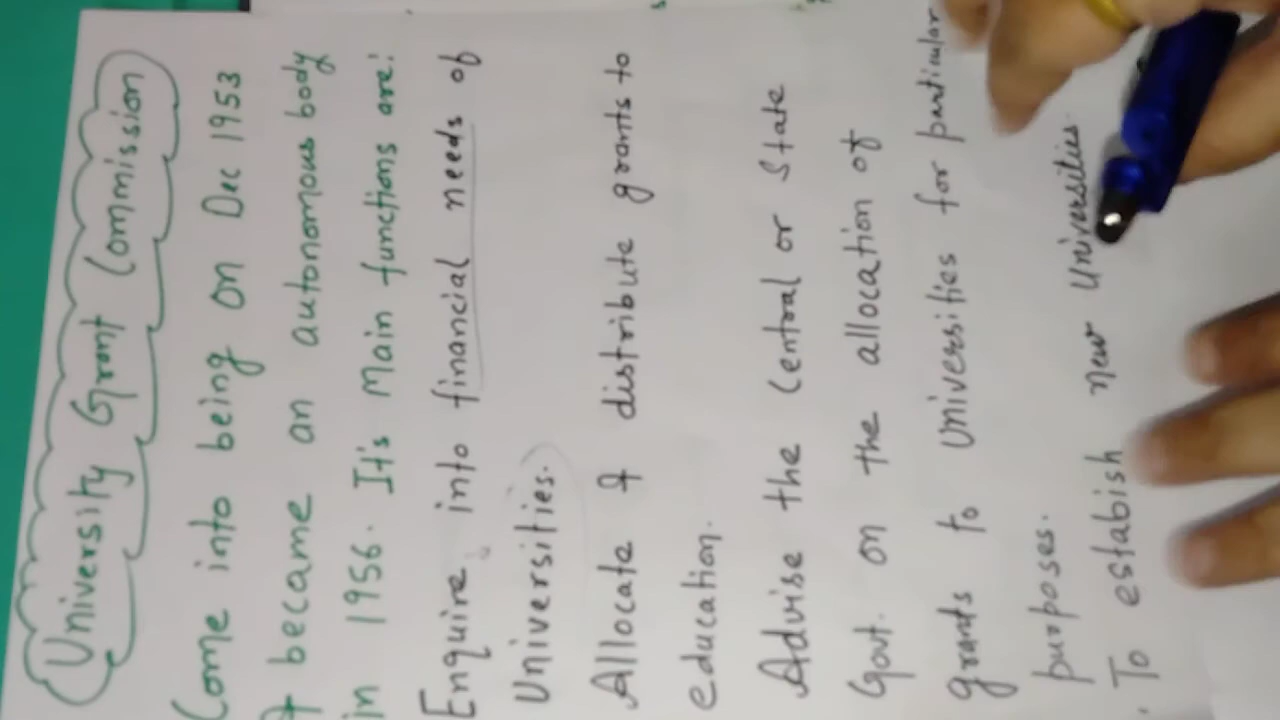 University Grant Commission
Come into being on Dec 1953
& became an autonomous body
in 1956. It's Main functions are:
Enquire into financial needs of
Universities.
Allocate & distribute grants to
education.
Advise the Central or State
Govt. on the allocation of
grants to Universities for particular
purposes.
To estabish new Universities.